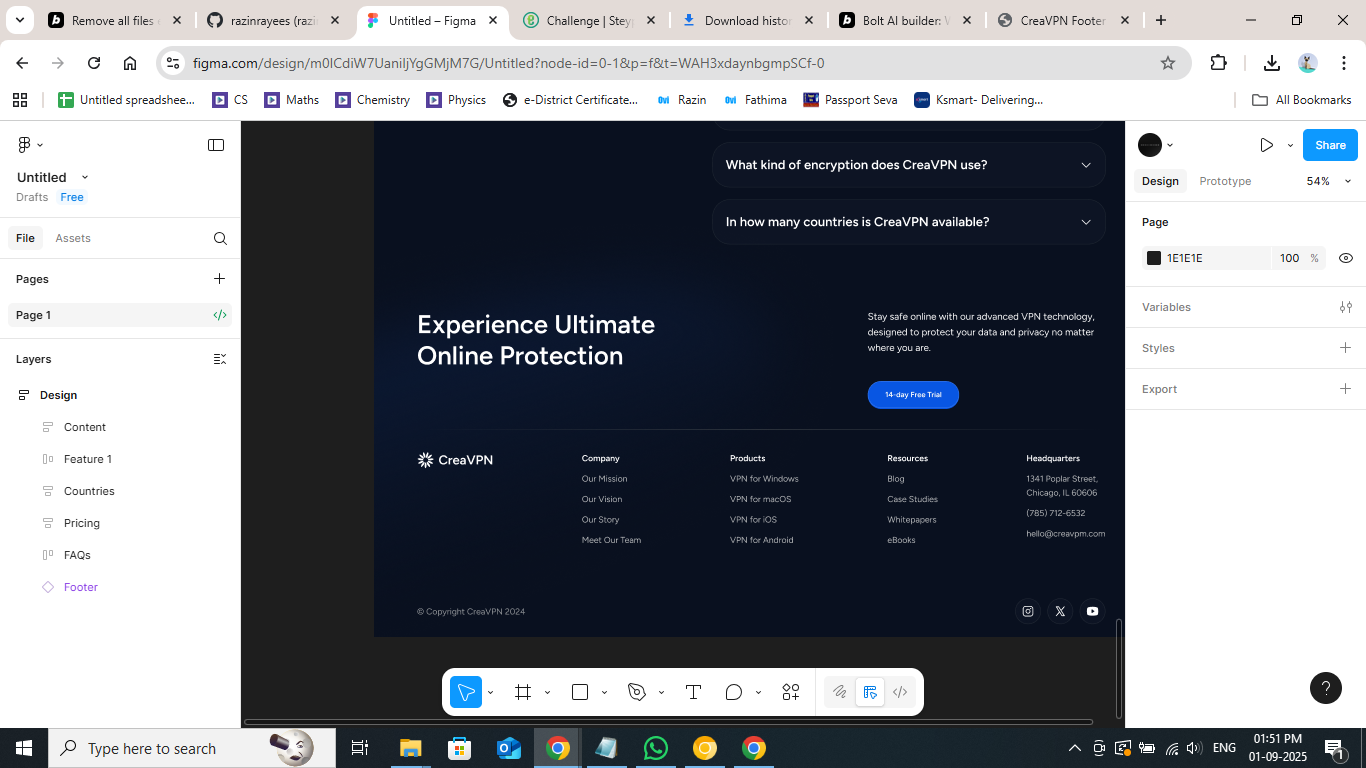 Remove all files
razinrayees (razin
Untitled – Figma
Challenge | Steyp
Download histor
Bolt AI builder: W
CreaVPN Footer
figma.com/design/m0lCdiW7UaniljYgGMjM7G/Untitled?node-id=0-1&p=f&t=WAH3xdaynbgmpSCf-0
Untitled spreadshee...
CS
Maths
Chemistry
Physics
e-District Certificate...
Razin
Fathima
Passport Seva
Ksmart- Delivering...
All Bookmarks
Untitled
Drafts Free
File Assets
Pages
Page 1
Layers
Design
Content
Feature 1
Countries
Pricing
FAQs
Footer
What kind of encryption does CreaVPN use?
In how many countries is CreaVPN available?
Experience Ultimate
Online Protection
Stay safe online with our advanced VPN technology,
designed to protect your data and privacy no matter
where you are.
14-day Free Trial
CreaVPN
Company
Our Mission
Our Vision
Our Story
Meet Our Team
Products
VPN for Windows
VPN for macOS
VPN for iOS
VPN for Android
Resources
Blog
Case Studies
Whitepapers
eBooks
Headquarters
1341 Poplar Street,
Chicago, IL 60606
(785) 712-6532
hello@creavpm.com
© Copyright CreaVPN 2024
Share
Design Prototype 54%
Page
1E1E1E 100 %
Variables
Styles
Export
?
Type here to search
ENG
01:51 PM
01-09-2025
1